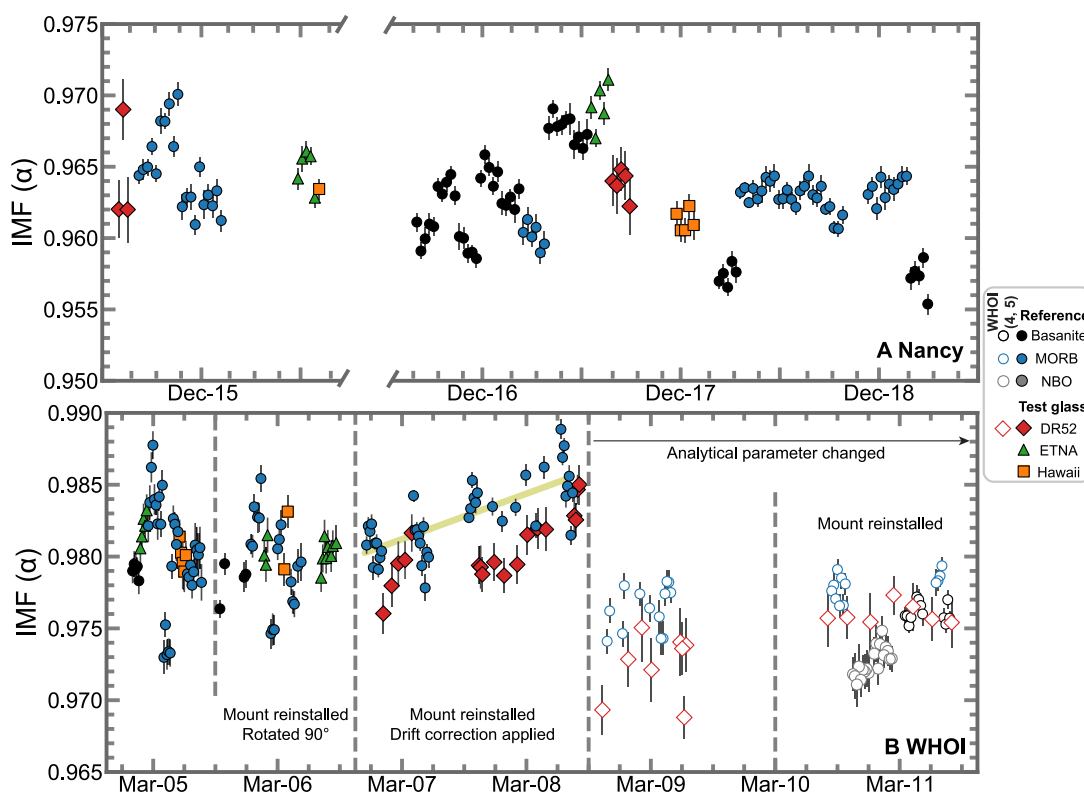 0.975
0.970
0.965
0.960
0.955
0.950
IMF (α)
A Nancy
Dec-15
Dec-16
Dec-17
Dec-18
WHOI
(4, 5)
Reference
Basanite
MORB
NBO
Test glass
DR52
ETNA
Hawaii
0.990
0.985
0.980
0.975
0.970
0.965
IMF (α)
Analytical parameter changed
Mount reinstalled
Mount reinstalled
Rotated 90°
Mount reinstalled
Drift correction applied
B WHOI
Mar-05
Mar-06
Mar-07
Mar-08
Mar-09
Mar-10
Mar-11